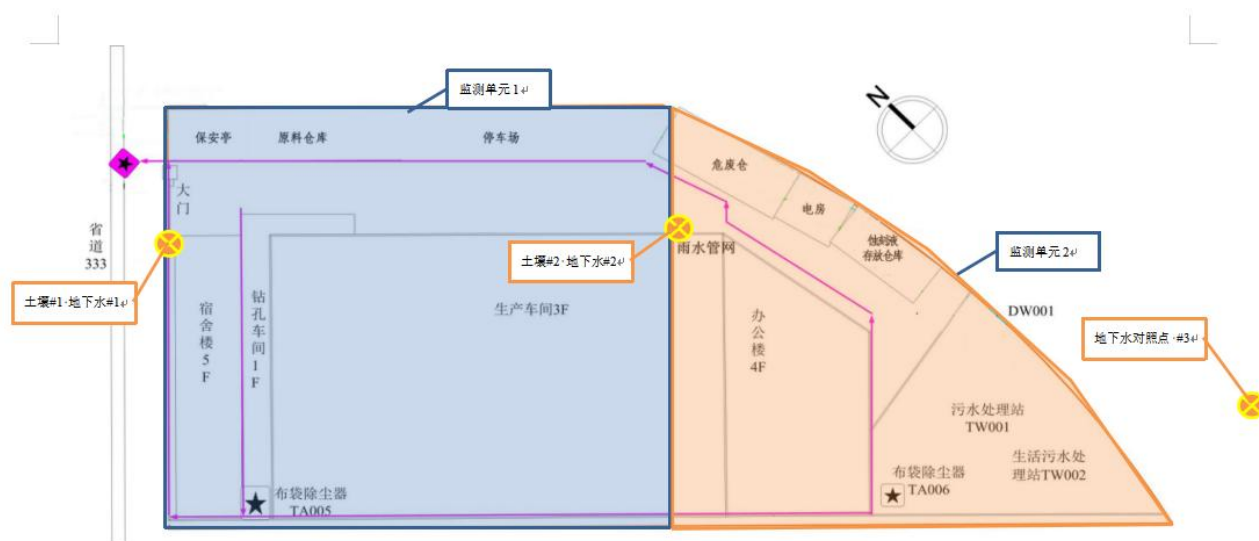 监测单元1↵
N
保安亭
原料仓库
停车场
危废仓
大
门
电房
省
道
333
土壤#2·地下水#2↵
雨水管网
蚀刻液
存放仓库
监测单元2↵
土壤#1·地下水#1↵
宿
舍
楼
5
F
钻
孔
车
间
1
F
生产车间3F
办
公
楼
4F
DW001
地下水对照点·#3↵
污水处理站
TW001
生活污水处
理站TW002
布袋除尘器
TA005
布袋除尘器
TA006